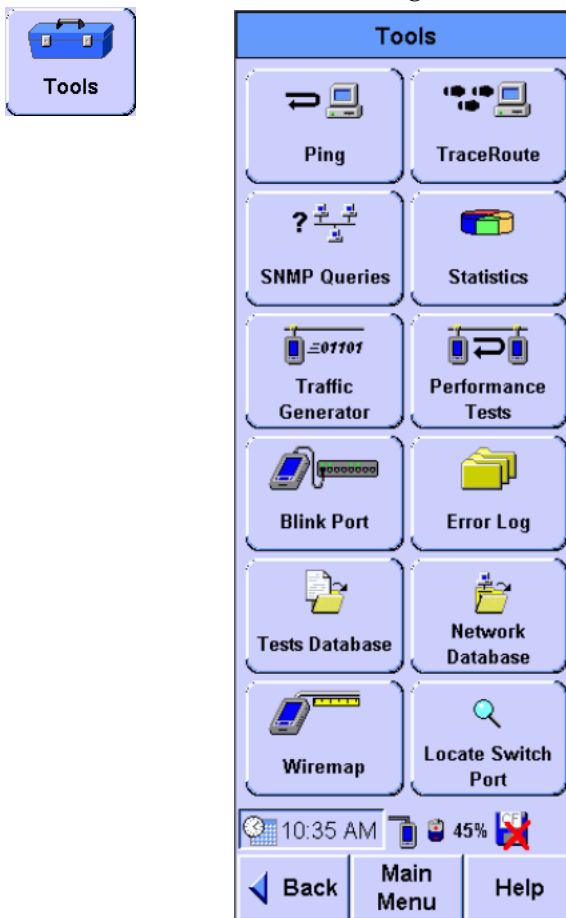 Tools
Tools
Ping
TraceRoute
?
SNMP Queries
Statistics
01101
Traffic
Generator
Performance
Tests
Blink Port
Error Log
Tests Database
Network
Database
Wiremap
Locate Switch
Port
10:35 AM
45%
CF
Back
Main
Menu
Help